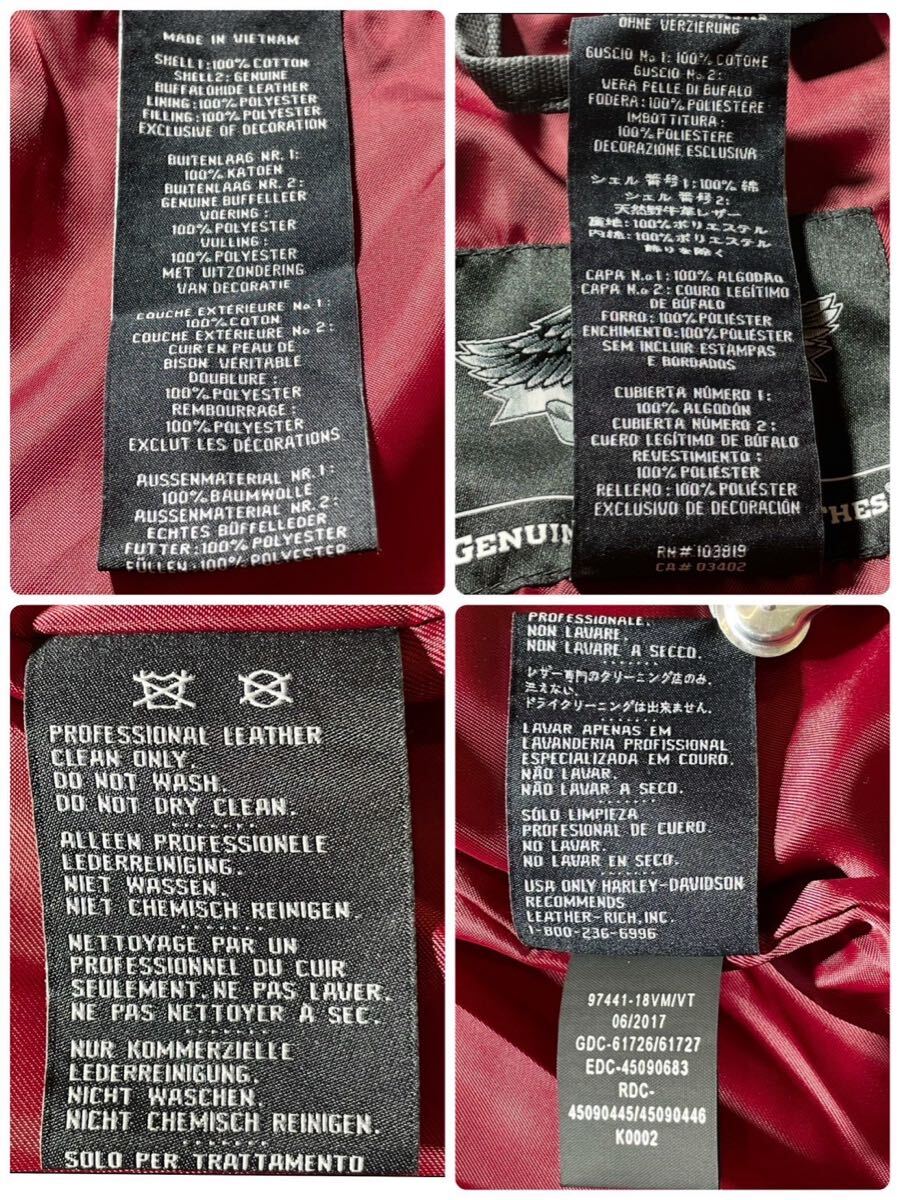 MADE IN VIETNAM
SHELL 1: 100% COTTON
SHELL2: GENUINE
BUFFALOHIDE LEATHER
LINING: 100% POLYESTER
FILLING: 100% POLYESTER
EXCLUSIVE OF DECORATION
BUITENLAAG NR. 1:
100% KATOEN
BUITENLAAG NR. 2:
GENUINE BUFFELLEER
VOERING:
100% POLYESTER
VULLING:
100% POLYESTER
MET UITZONDERING
VAN DECORATIE
COUCHE EXTÉRIEURE No 1:
100% COTON
COUCHE EXTÉRIEURE No 2:
CUIR EN PEAU DE
BISON VÉRITABLE
DOUBLURE :
100% POLYESTER
REMBOURRAGE :
100% POLYESTER
EXCLUT LES DÉCORATIONS
AUSSENMATERIAL NR. 1:
100% BAUMWOLLE
AUSSENMATERIAL NR. 2:
ECHTES BÜFFELLEDER
FUTTER: 100% POLYESTER
FÜLLEN: 100% POLYESTER
OHNE VERZIERUNG
GUSCIO No 1: 100% COTONE
GUSCIO No 2:
VERA PELLE DI BUFALO
FODERA: 100% POLIESTERE
IMBOTTITURA:
100% POLIESTERE
DECORAZIONE ESCLUSIVA
シェル 番号1:100% 綿
シェル 番号2:
天然野牛革レザー
裏地:100%ポリエステル
内綿:100%ポリエステル
飾りを除く
CAPA N.o 1: 100% ALGODÃO
CAPA N.o 2: COURO LEGÍTIMO
DE BÚFALO
FORRO: 100% POLIÉSTER
ENCHIMENTO: 100% POLIÉSTER
SEM INCLUIR ESTAMPAS
E BORDADOS
CUBIERTA NÚMERO 1:
100% ALGODÓN
CUBIERTA NÚMERO 2:
CUERO LEGÍTIMO DE BÚFALO
REVESTIMIENTO :
100% POLIÉSTER
RELLENO: 100% POLIÉSTER
EXCLUSIVO DE DECORACIÓN
RN# 103819
CA# 03402
GENUIN
THES
PROFESSIONAL LEATHER
CLEAN ONLY.
DO NOT WASH.
DO NOT DRY CLEAN.
ALLEEN PROFESSIONELE
LEDERREINIGING.
NIET WASSEN.
NIET CHEMISCH REINIGEN.
NETTOYAGE PAR UN
PROFESSIONNEL DU CUIR
SEULEMENT. NE PAS LAVER.
NE PAS NETTOYER À SEC.
NUR KOMMERZIELLE
LEDERREINIGUNG.
NICHT WASCHEN.
NICHT CHEMISCH REINIGEN.
SOLO PER TRATTAMENTO
PROFESSIONALE.
NON LAVARE.
NON LAVARE A SECCO.
レザー専門のクリーニング店のみ.
洗えない.
ドライクリーニングは出来ません.
LAVAR APENAS EM
LAVANDERIA PROFISSIONAL
ESPECIALIZADA EM COURO.
NÃO LAVAR.
NÃO LAVAR A SECO.
SÓLO LIMPIEZA
PROFESIONAL DE CUERO.
NO LAVAR.
NO LAVAR EN SECO.
USA ONLY HARLEY-DAVIDSON
RECOMMENDS
LEATHER-RICH, INC.
1-800-236-6996
97441-18VM/VT
06/2017
GDC-61726/61727
EDC-45090683
RDC-
45090445/45090446
K0002